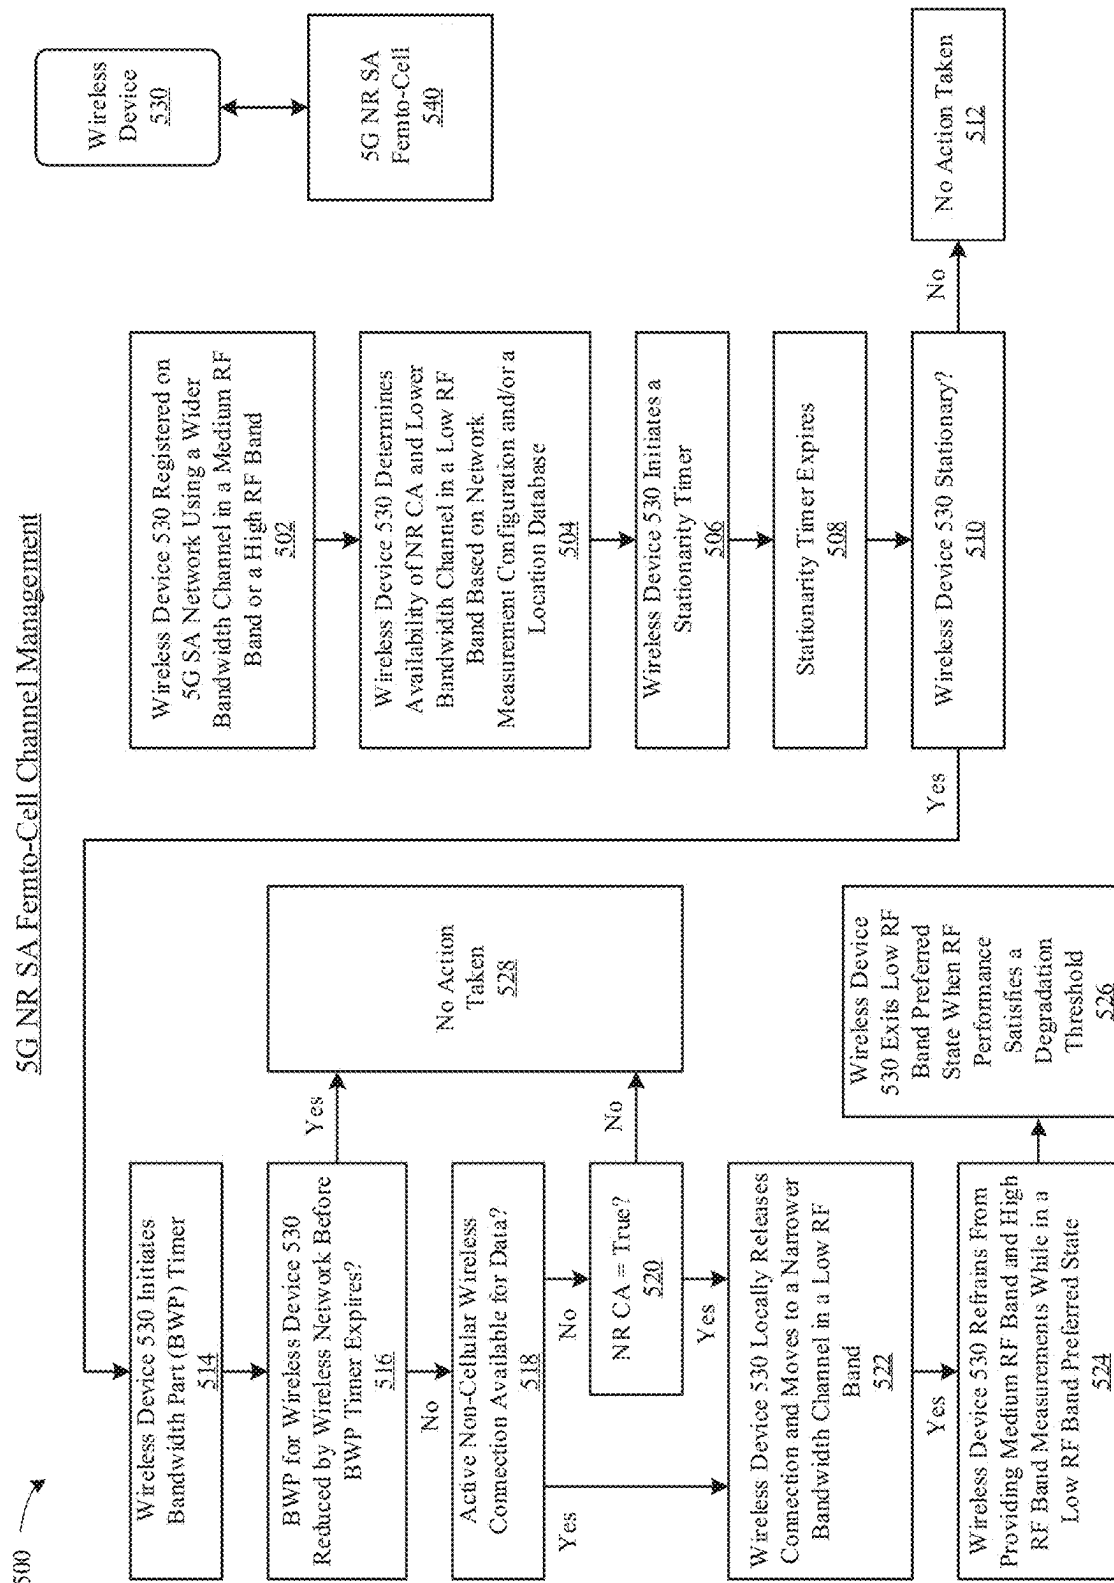 500
5G NR SA Femto-Cell Channel Management
Wireless
Device
530
5G NR SA
Femto-Cell
540
Wireless Device 530 Registered on
5G SA Network Using a Wider
Bandwidth Channel in a Medium RF
Band or a High RF Band
502
Wireless Device 530 Determines
Availability of NR CA and Lower
Bandwidth Channel in a Low RF
Band Based on Network
Measurement Configuration and/or a
Location Database
504
Wireless Device 530 Initiates a
Stationarity Timer
506
Stationarity Timer Expires
508
Wireless Device 530 Stationary?
510
No
No Action Taken
512
Yes
Wireless Device 530 Initiates
Bandwidth Part (BWP) Timer
514
BWP for Wireless Device 530
Reduced by Wireless Network Before
BWP Timer Expires?
516
Yes
No Action
Taken
528
No
Active Non-Cellular Wireless
Connection Available for Data?
518
Yes
No
NR CA = True?
520
No
Yes
Wireless Device 530 Locally Releases
Connection and Moves to a Narrower
Bandwidth Channel in a Low RF
Band
522
Yes
Wireless Device 530 Refrains From
Providing Medium RF Band and High
RF Band Measurements While in a
Low RF Band Preferred State
524
Wireless Device
530 Exits Low RF
Band Preferred
State When RF
Performance
Satisfies a
Degradation
Threshold
526